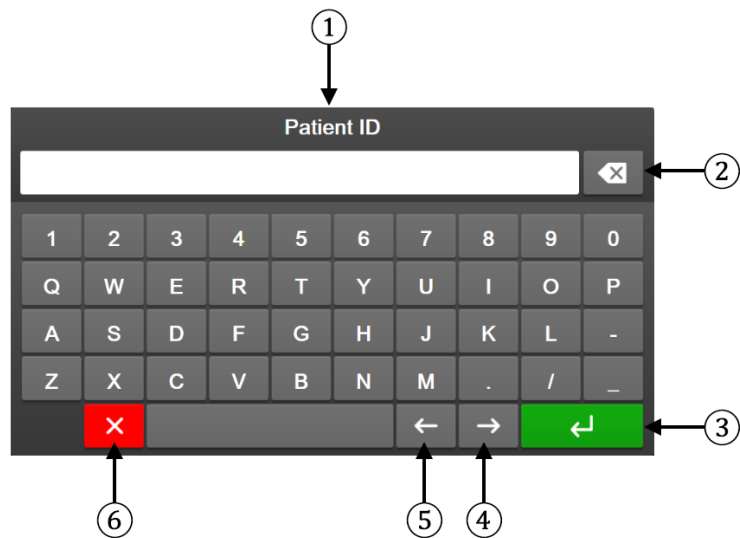 ①
Patient ID
②
1 2 3 4 5 6 7 8 9 0
Q W E R T Y U I O P
A S D F G H J K L -
Z X C V B N M . / _
③
⑥ ⑤ ④